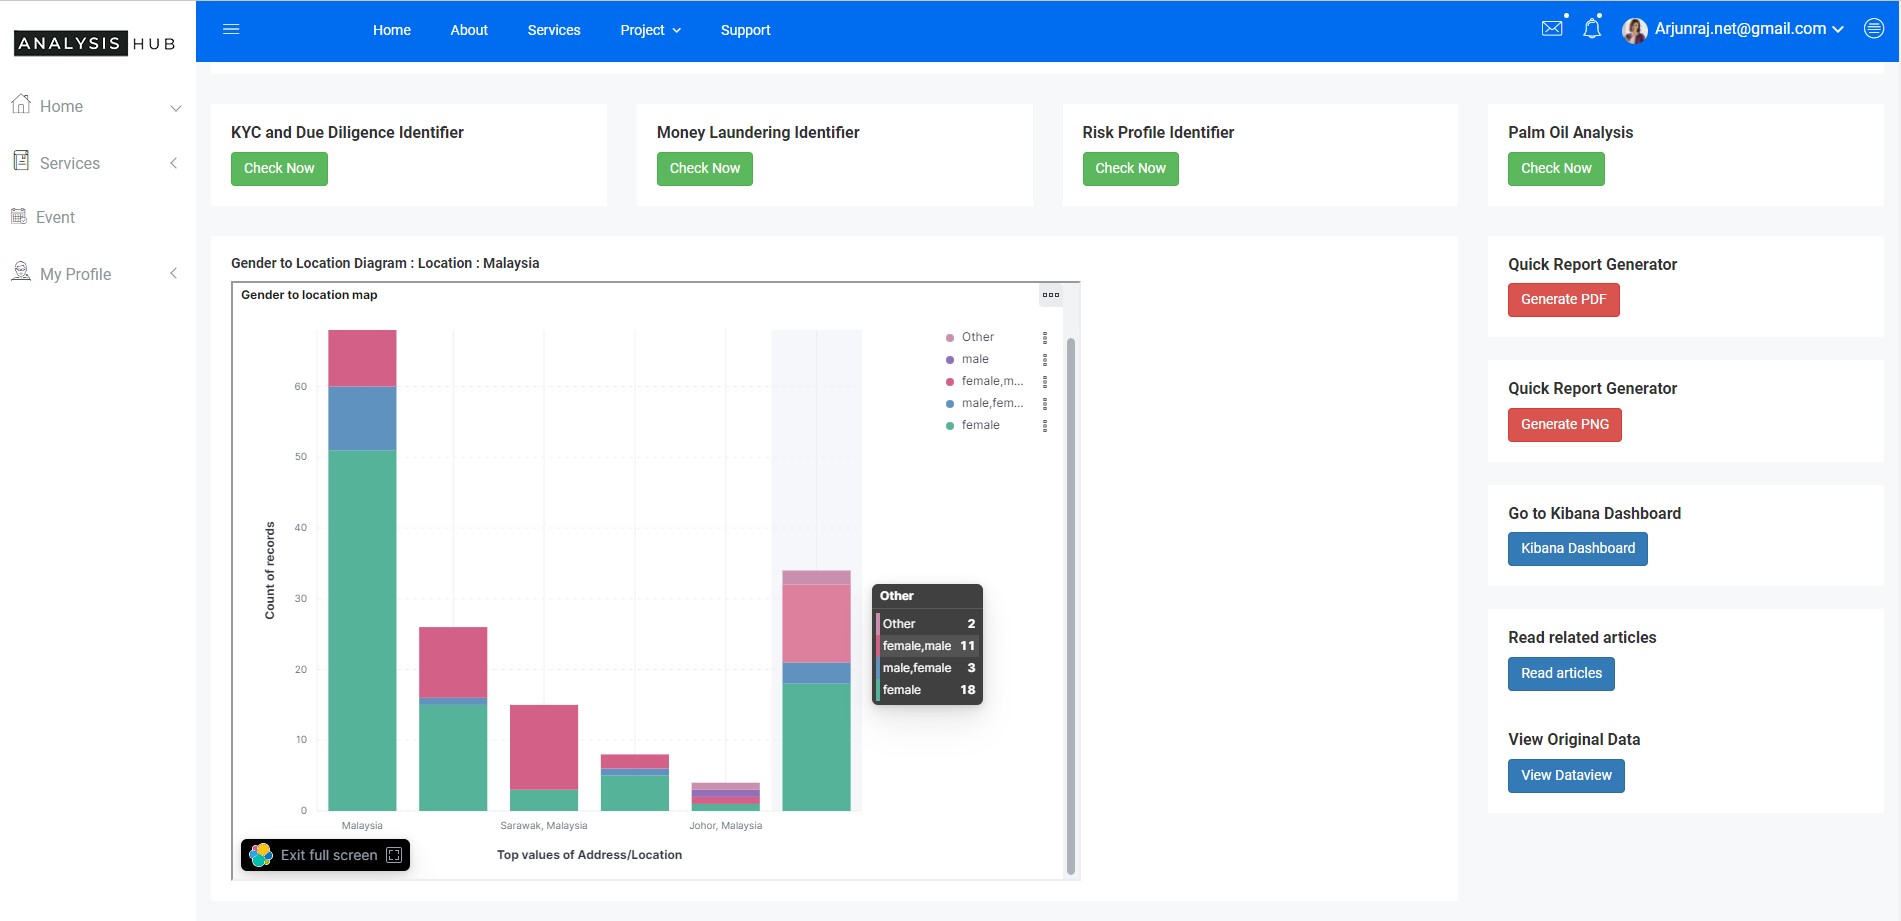 ANALYSIS HUB
Home
About
Services
Project
Support
Arjunraj.net@gmail.com
Home
Services
Event
My Profile
KYC and Due Diligence Identifier
Check Now
Money Laundering Identifier
Check Now
Risk Profile Identifier
Check Now
Palm Oil Analysis
Check Now
Gender to Location Diagram : Location : Malaysia
Gender to location map
Other
male
female,m...
male,fem...
female
60
50
40
30
20
10
0
Count of records
Malaysia
Sarawak, Malaysia
Johor, Malaysia
Top values of Address/Location
Other
Other 2
female,male 11
male,female 3
female 18
Exit full screen
Quick Report Generator
Generate PDF
Quick Report Generator
Generate PNG
Go to Kibana Dashboard
Kibana Dashboard
Read related articles
Read articles
View Original Data
View Dataview